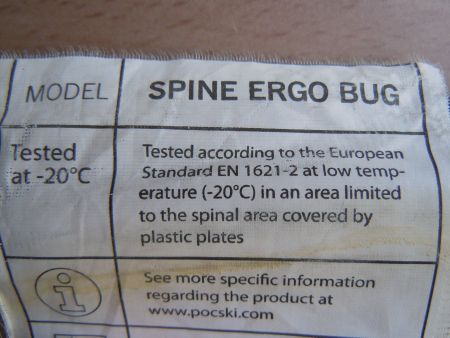 MODEL SPINE ERGO BUG
Tested
at -20°C
Tested according to the European
Standard EN 1621-2 at low temp-
erature (-20°C) in an area limited
to the spinal area covered by
plastic plates
i
See more specific information
regarding the product at
www.pocski.com